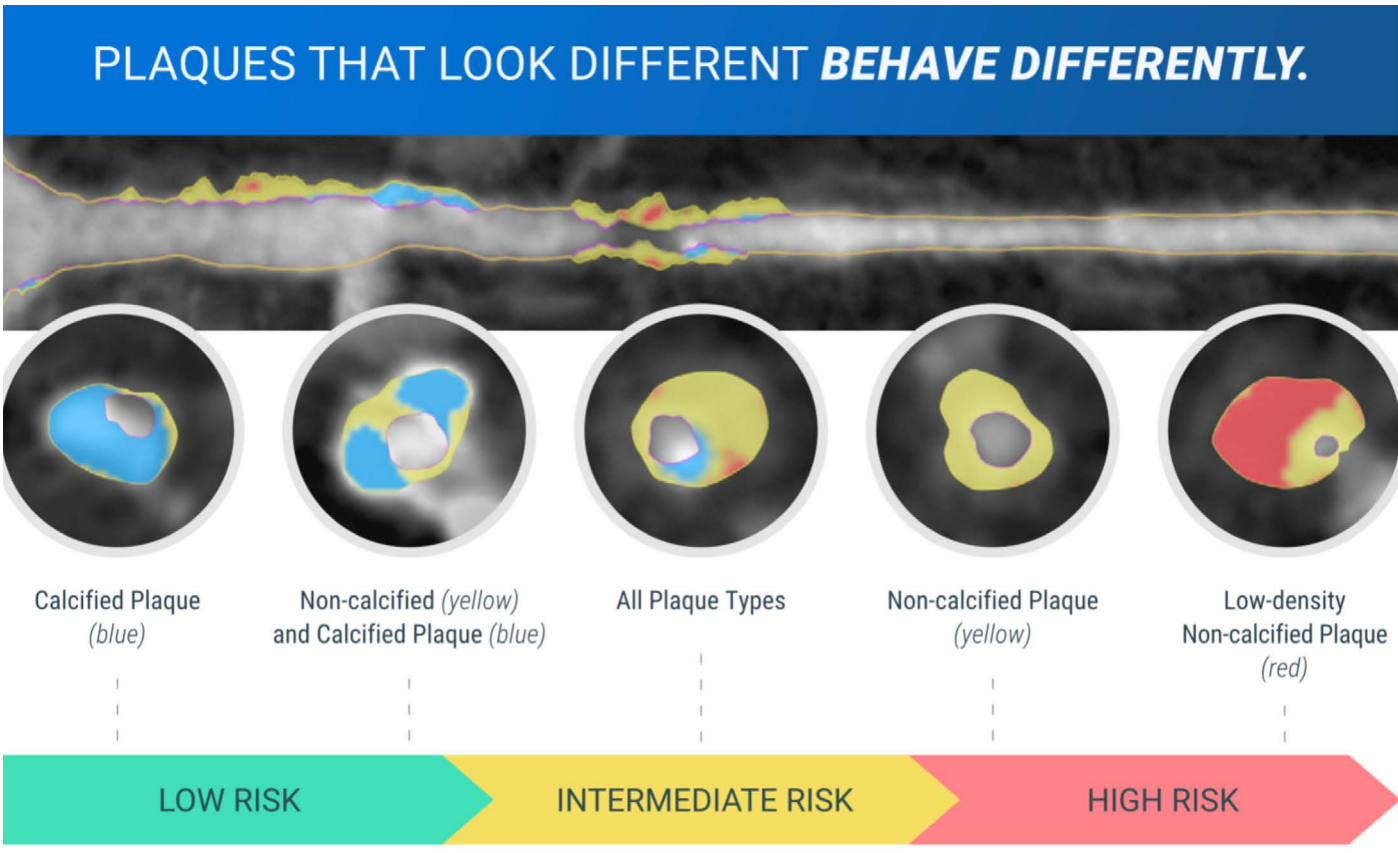 PLAQUES THAT LOOK DIFFERENT BEHAVE DIFFERENTLY.
Calcified Plaque
(blue)
Non-calcified (yellow)
and Calcified Plaque (blue)
All Plaque Types
Non-calcified Plaque
(yellow)
Low-density
Non-calcified Plaque
(red)
LOW RISK
INTERMEDIATE RISK
HIGH RISK